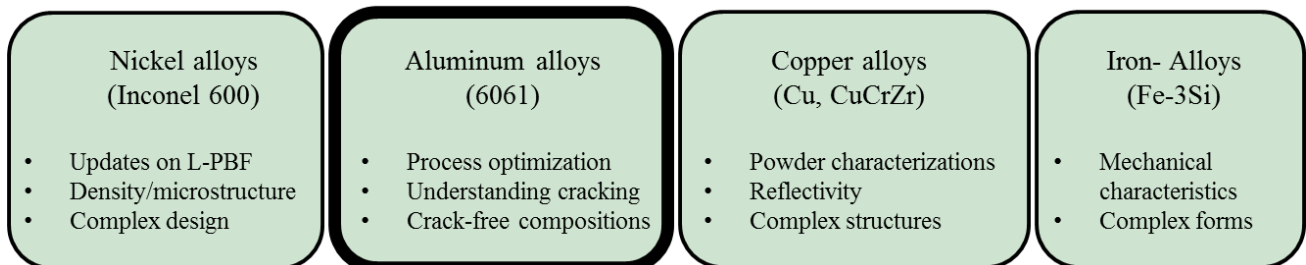 Nickel alloys
(Inconel 600)
• Updates on L-PBF
• Density/microstructure
• Complex design
Aluminum alloys
(6061)
• Process optimization
• Understanding cracking
• Crack-free compositions
Copper alloys
(Cu, CuCrZr)
• Powder characterizations
• Reflectivity
• Complex structures
Iron- Alloys
(Fe-3Si)
• Mechanical
characteristics
• Complex forms